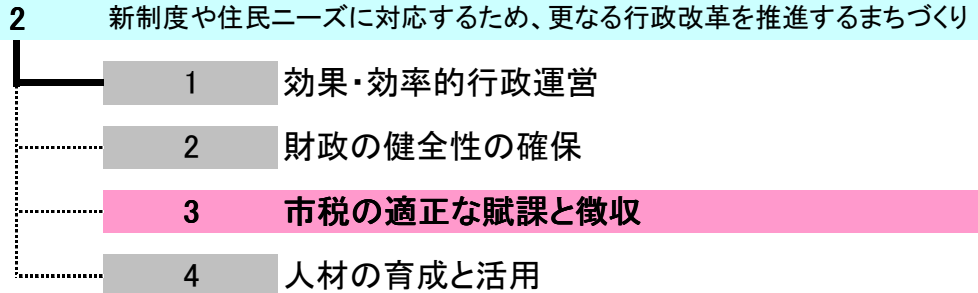 2 新制度や住民ニーズに対応するため、更なる行政改革を推進するまちづくり
1 効果・効率的行政運営
2 財政の健全性の確保
3 市税の適正な賦課と徴収
4 人材の育成と活用